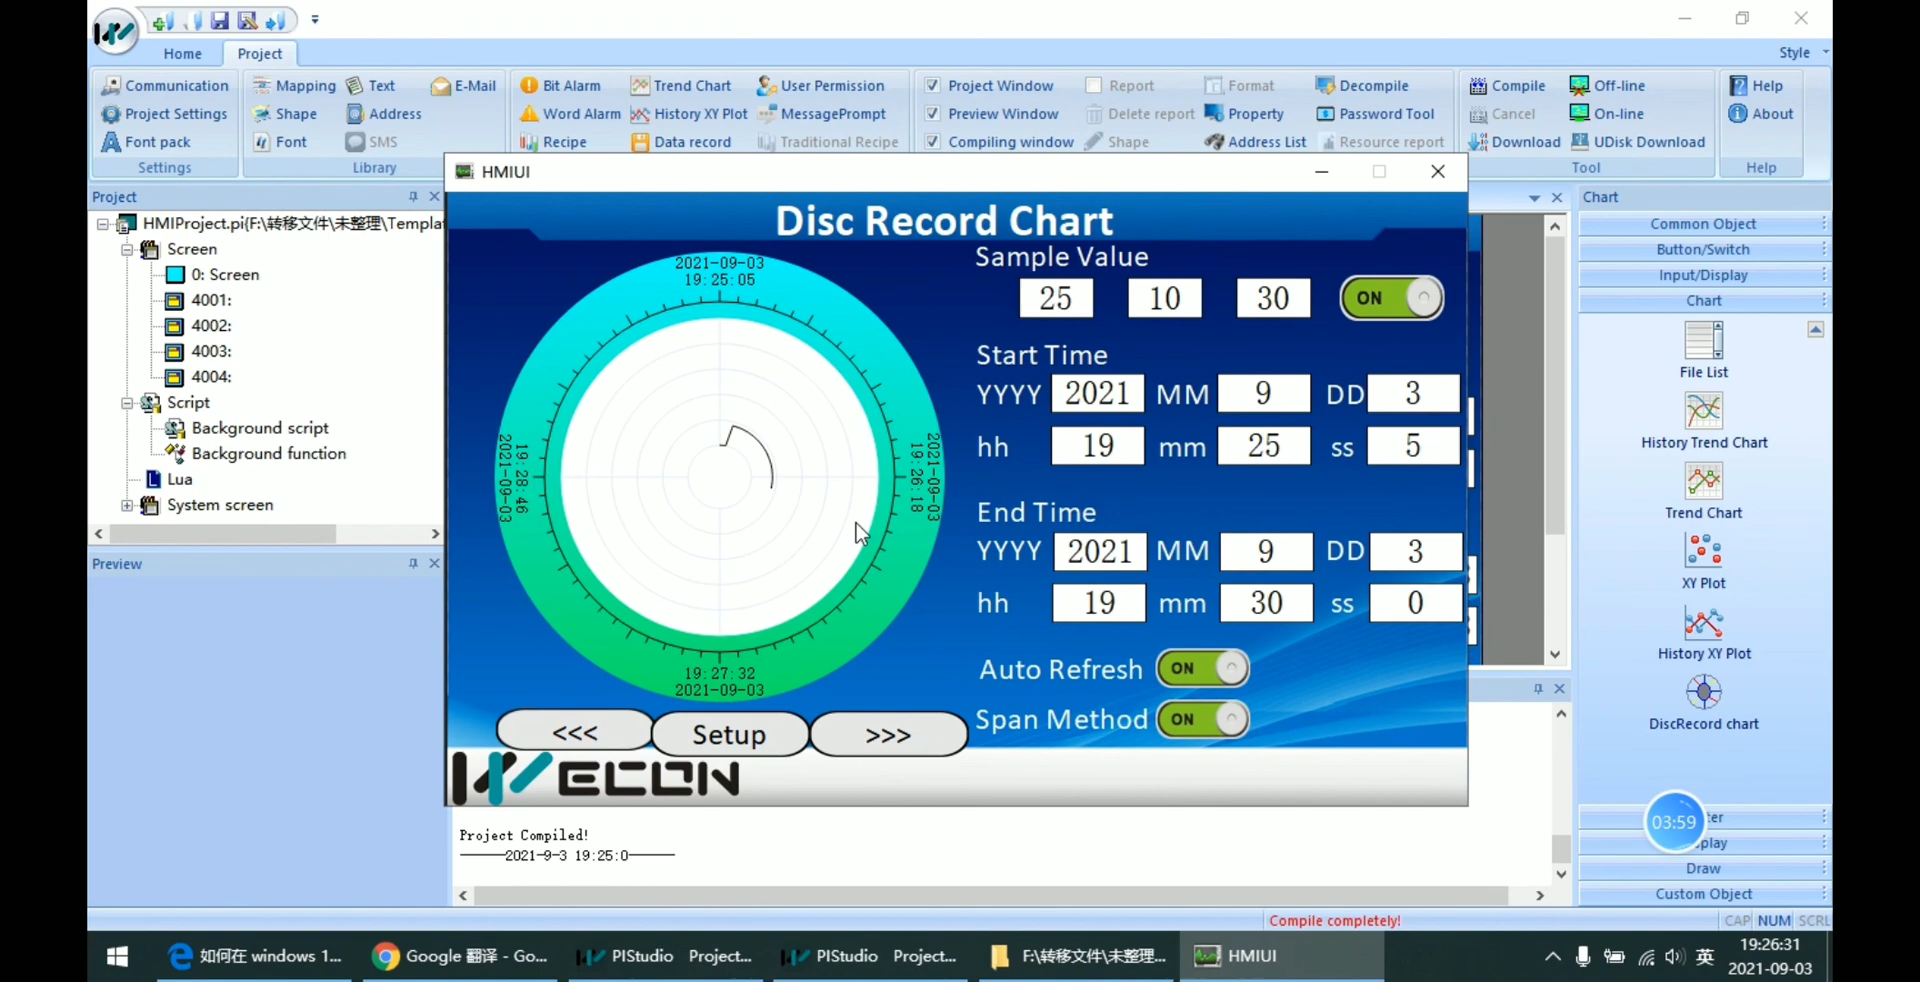 Home Project Style
Communication Mapping Text E-Mail Bit Alarm Trend Chart User Permission Project Window Report Format Decompile Compile Off-line Help
Project Settings Shape Address Word Alarm History XY Plot MessagePrompt Preview Window Delete report Property Password Tool Cancel On-line About
Font pack Font SMS Recipe Data record Traditional Recipe Compiling window Shape Address List Resource report Download UDisk Download
Settings Library Tool Help
HMIUI
Project
HMIProject.pi{F:\转移文件\未整理\Templat
Screen
0: Screen
4001:
4002:
4003:
4004:
Script
Background script
Background function
Lua
System screen
Preview
Disc Record Chart
2021-09-03
19:25:05
2021-09-03
19:26:18
19:27:32
2021-09-03
2021-09-03
19:28:46
Sample Value
25 10 30 ON
Start Time
YYYY 2021 MM 9 DD 3
hh 19 mm 25 ss 5
End Time
YYYY 2021 MM 9 DD 3
hh 19 mm 30 ss 0
Auto Refresh ON
Span Method ON
<<< Setup >>>
WECON
Project Compiled!
———2021-9-3 19:25:0———
Chart
Common Object
Button/Switch
Input/Display
Chart
File List
History Trend Chart
Trend Chart
XY Plot
History XY Plot
DiscRecord chart
03:59
Draw
Custom Object
Compile completely!
CAP NUM SCRL
如何在 windows 1...
Google 翻译 - Go...
PIStudio Project...
PIStudio Project...
F:\转移文件\未整理...
HMIUI
英
19:26:31
2021-09-03